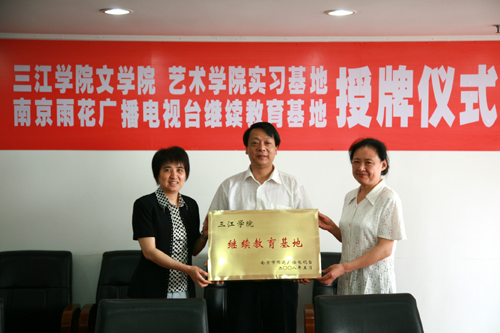 三江学院文学院 艺术学院实习基地
南京雨花广播电视台继续教育基地
授牌仪式
三江学院
继续教育基地